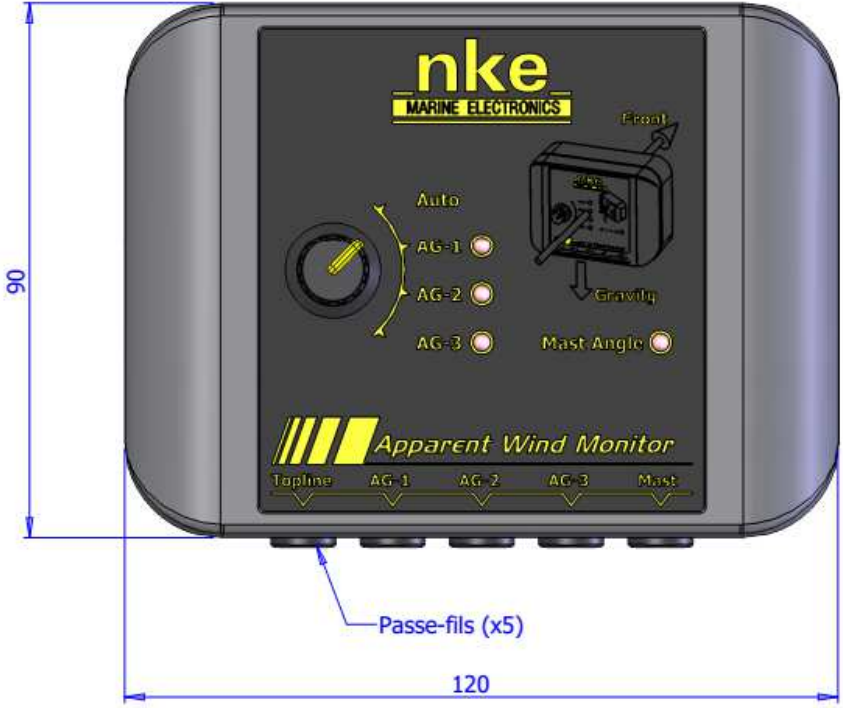 nke
MARINE ELECTRONICS
Front
Auto
AG-1
AG-2
Gravity
AG-3
Mast Angle
Apparent Wind Monitor
Topline AG-1 AG-2 AG-3 Mast
90
Passe-fils (x5)
120